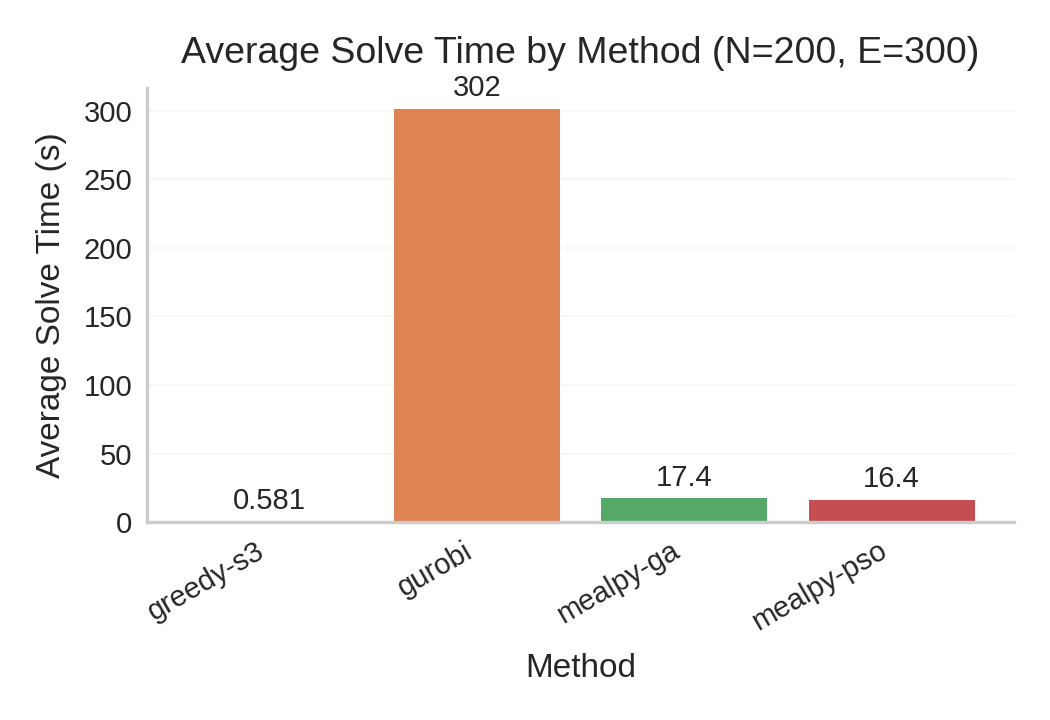 Average Solve Time by Method (N=200, E=300)
302
300
250
200
150
100
50
0
Average Solve Time (s)
0.581
17.4
16.4
greedy-s3
gurobi
mealpy-ga
mealpy-pso
Method